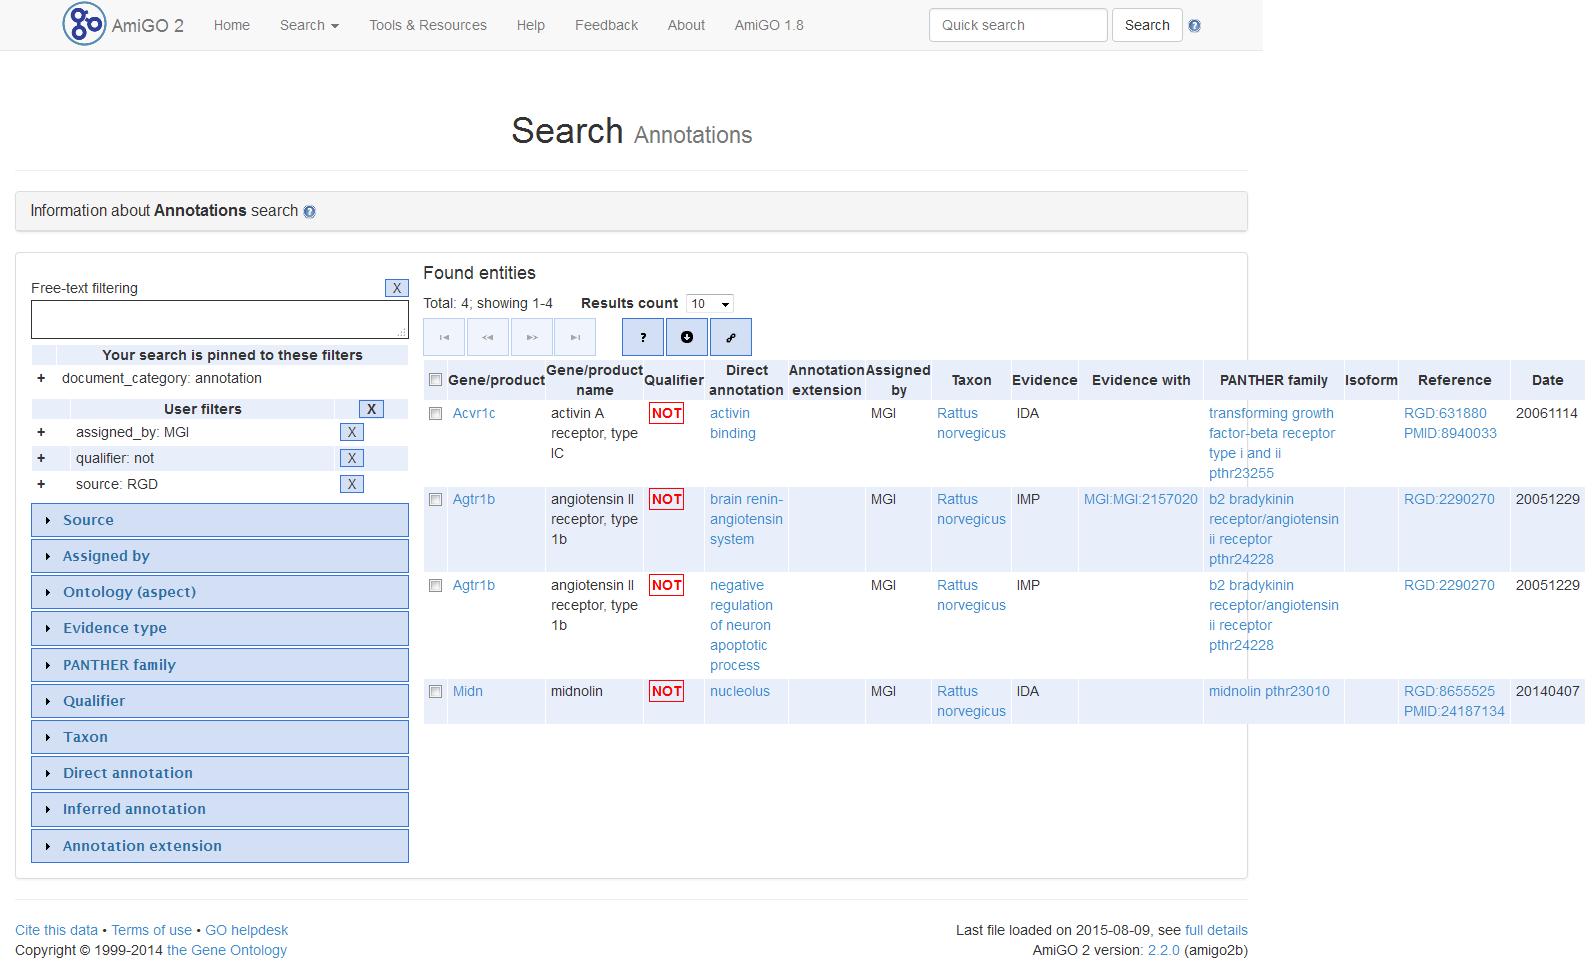 AmiGO 2 Home Search Tools & Resources Help Feedback About AmiGO 1.8 Quick search Search
Search Annotations
Information about Annotations search
Found entities
Free-text filtering X
Total: 4; showing 1-4 Results count 10
?
Your search is pinned to these filters
+ document_category: annotation
User filters X
+ assigned_by: MGI X
+ qualifier: not X
+ source: RGD X
Source
Assigned by
Ontology (aspect)
Evidence type
PANTHER family
Qualifier
Taxon
Direct annotation
Inferred annotation
Annotation extension
Gene/product Gene/product name Qualifier Direct annotation Annotation extension Assigned by Taxon Evidence Evidence with PANTHER family Isoform Reference Date
Acvr1c activin A NOT activin MGI Rattus IDA transforming growth RGD:631880 20061114
receptor, type binding norvegicus factor-beta receptor PMID:8940033
IC type i and ii
pthr23255
Agtr1b angiotensin II NOT brain renin- MGI Rattus IMP MGI:MGI:2157020 b2 bradykinin RGD:2290270 20051229
receptor, type angiotensin norvegicus receptor/angiotensin
1b system ii receptor
pthr24228
Agtr1b angiotensin II NOT negative MGI Rattus IMP b2 bradykinin RGD:2290270 20051229
receptor, type regulation norvegicus receptor/angiotensin
1b of neuron ii receptor
apoptotic pthr24228
process
Midn midnolin NOT nucleolus MGI Rattus IDA midnolin pthr23010 RGD:8655525 20140407
norvegicus PMID:24187134
Cite this data • Terms of use • GO helpdesk
Copyright © 1999-2014 the Gene Ontology
Last file loaded on 2015-08-09, see full details
AmiGO 2 version: 2.2.0 (amigo2b)